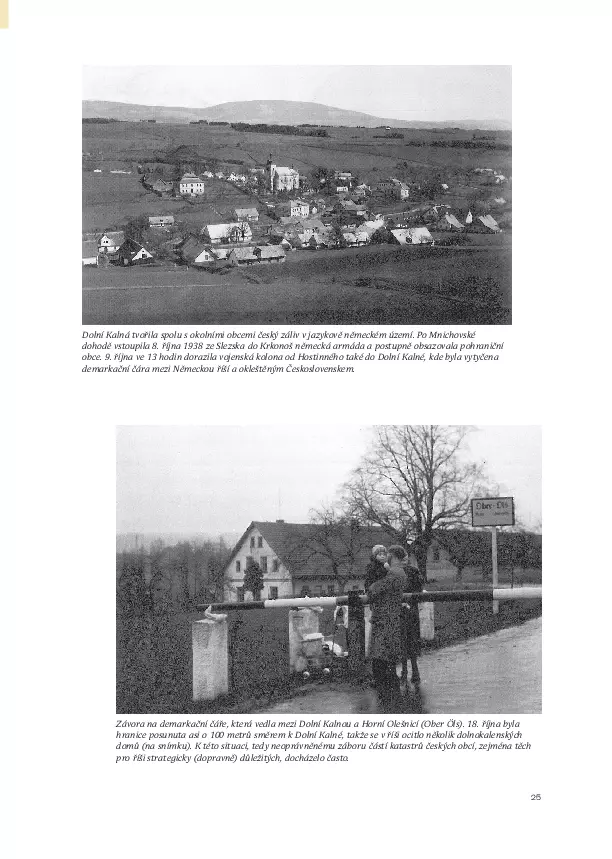 Dolní Kalná tvořila spolu s okolními obcemi český záliv v jazykově německém území. Po Mnichovské
dohodě vstoupila 8. října 1938 ze Slezska do Krkonoš německá armáda a postupně obsazovala pohraniční
obce. 9. října ve 13 hodin dorazila vojenská kolona od Hostinného také do Dolní Kalné, kde byla vytyčena
demarkační čára mezi Německou říší a okleštěným Československem.
Ober-Öls
Závora na demarkační čáře, která vedla mezi Dolní Kalnou a Horní Olešnicí (Ober Öls). 18. října byla
hranice posunuta asi o 100 metrů směrem k Dolní Kalné, takže se v říši ocitlo několik dolnokalenských
domů (na snímku). K této situaci, tedy neoprávněnému záboru částí katastrů českých obcí, zejména těch
pro říši strategicky (dopravně) důležitých, docházelo často.
25